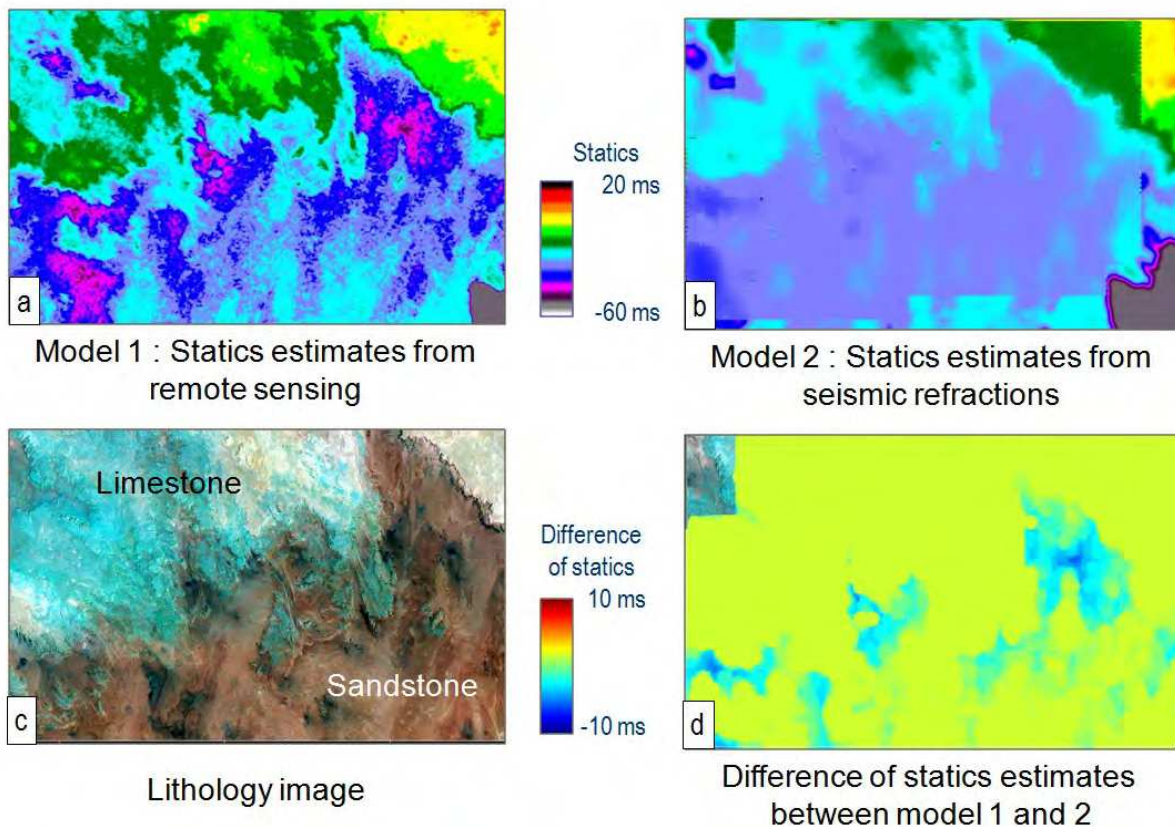 a
Model 1 : Statics estimates from
remote sensing
Statics
20 ms
-60 ms
b
Model 2 : Statics estimates from
seismic refractions
Limestone
Sandstone
c
Lithology image
Difference
of statics
10 ms
-10 ms
d
Difference of statics estimates
between model 1 and 2